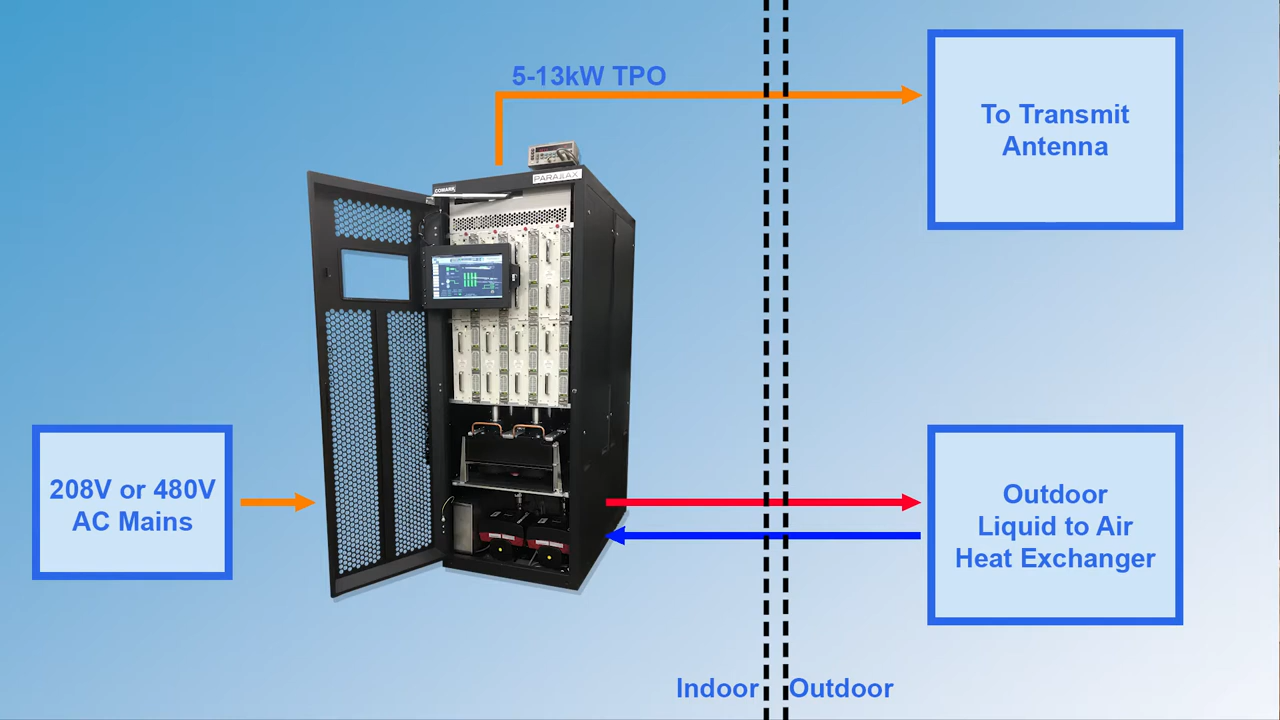 5-13kW TPO
To Transmit
Antenna
COMARK
PARALLAX
208V or 480V
AC Mains
Outdoor
Liquid to Air
Heat Exchanger
Indoor
Outdoor